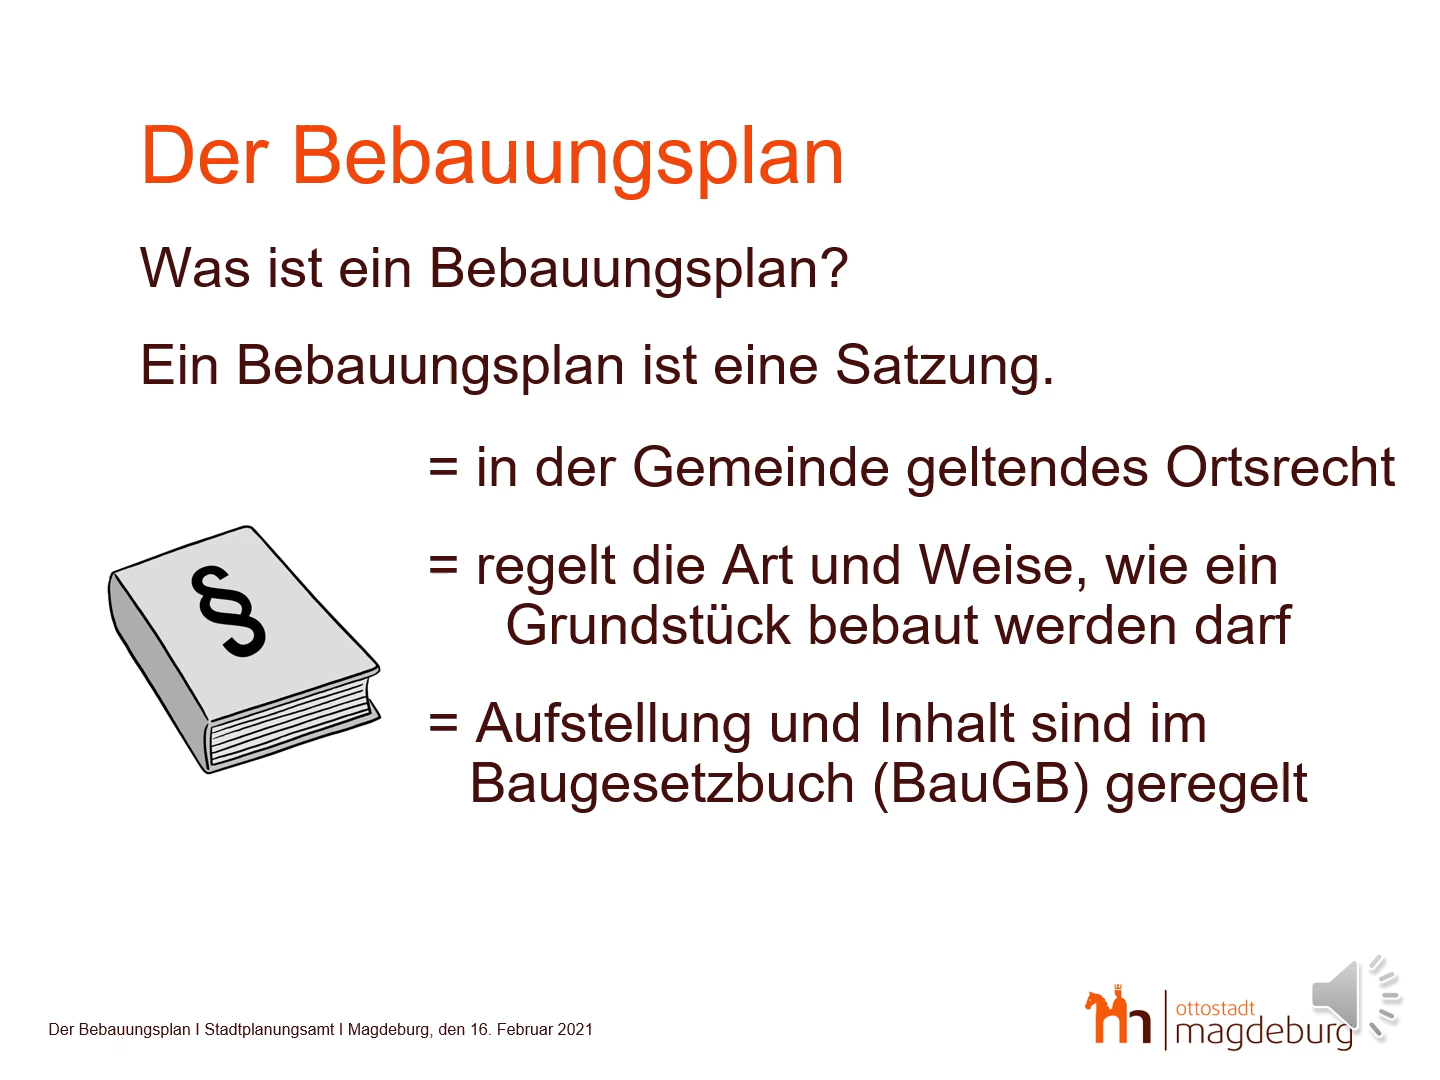 Der Bebauungsplan
Was ist ein Bebauungsplan?
Ein Bebauungsplan ist eine Satzung.
= in der Gemeinde geltendes Ortsrecht
= regelt die Art und Weise, wie ein
Grundstück bebaut werden darf
= Aufstellung und Inhalt sind im
Baugesetzbuch (BauGB) geregelt
§
Der Bebauungsplan I Stadtplanungsamt I Magdeburg, den 16. Februar 2021
ottostadt
magdeburg